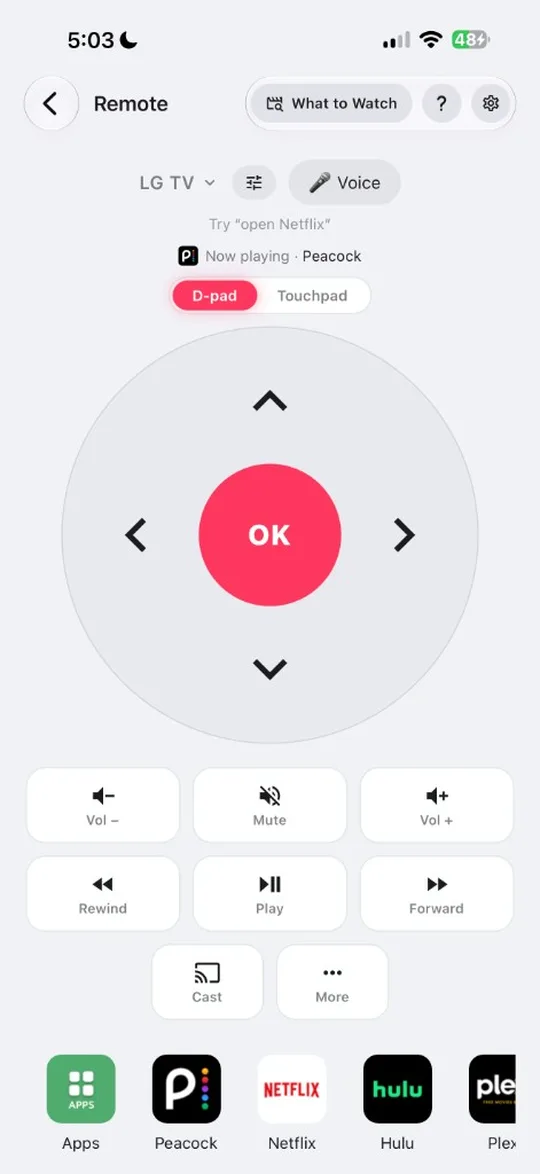 5:03
48
Remote
What to Watch
?
LG TV
Voice
Try “open Netflix”
P
Now playing · Peacock
D-pad
Touchpad
OK
Vol –
Mute
Vol +
Rewind
Play
Forward
Cast
More
APPS
P
NETFLIX
hulu
ple
Apps
Peacock
Netflix
Hulu
Plex